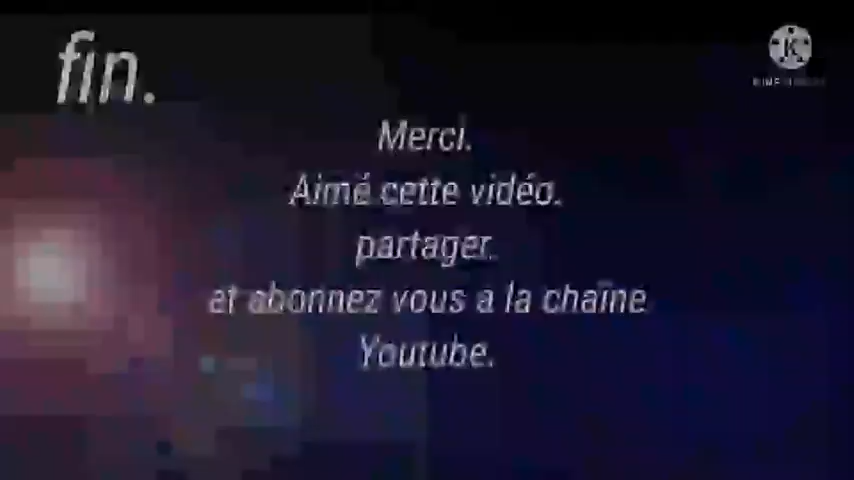 fin.
Merci.
Aimé cette vidéo.
partager.
et abonnez vous a la chaîne
Youtube.
K